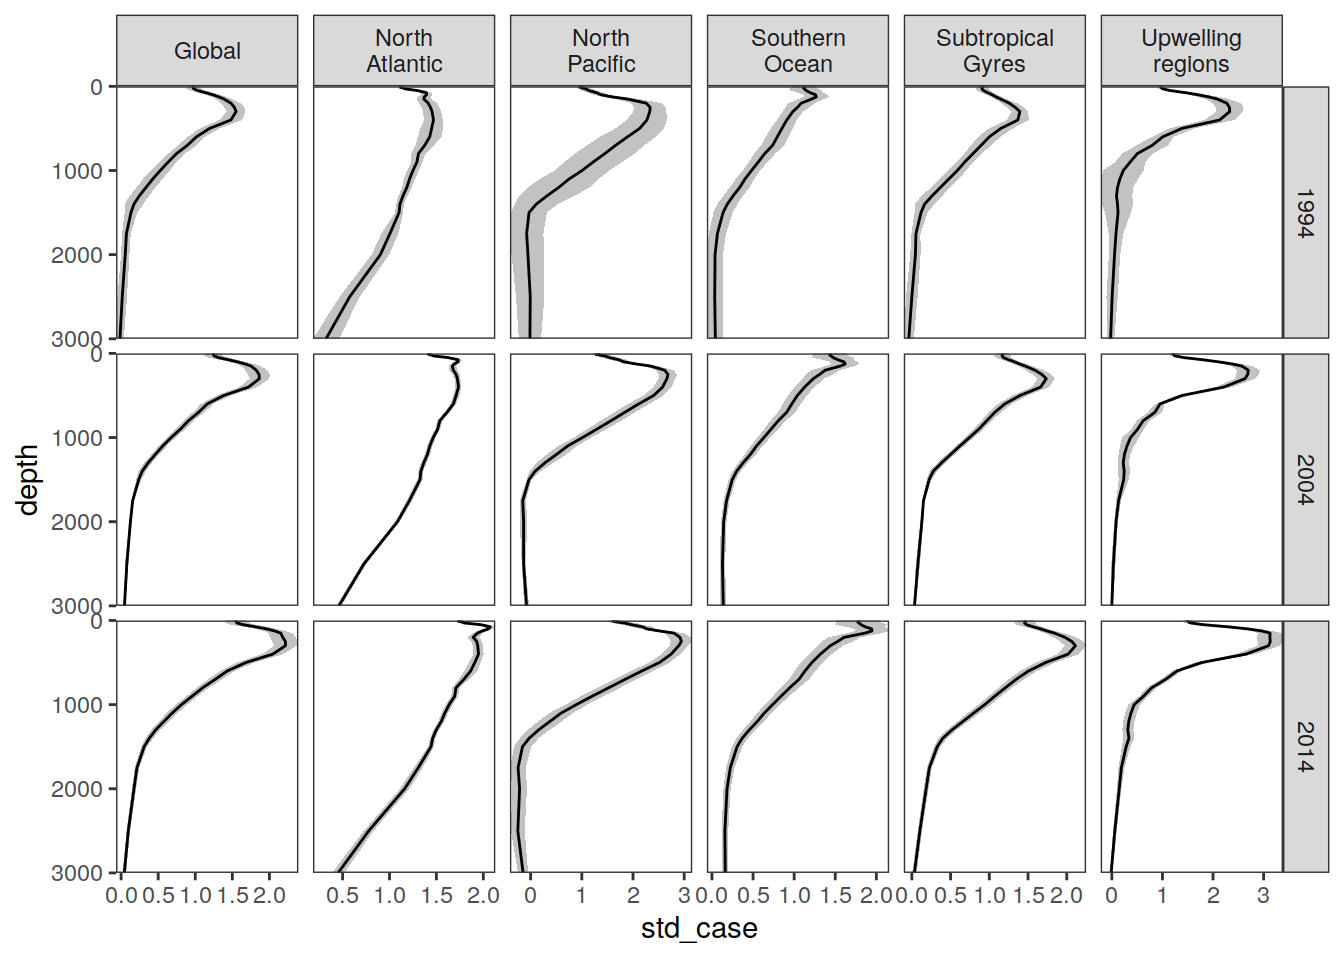 Global
North
Atlantic
North
Pacific
Southern
Ocean
Subtropical
Gyres
Upwelling
regions
0
1000
2000
3000
1994
0
1000
2000
3000
2004
0
1000
2000
3000
2014
depth
0.0 0.5 1.0 1.5 2.0
0.5 1.0 1.5 2.0
0 1 2 3
0.0 0.5 1.0 1.5 2.0
0.0 0.5 1.0 1.5 2.0
0 1 2 3
std_case